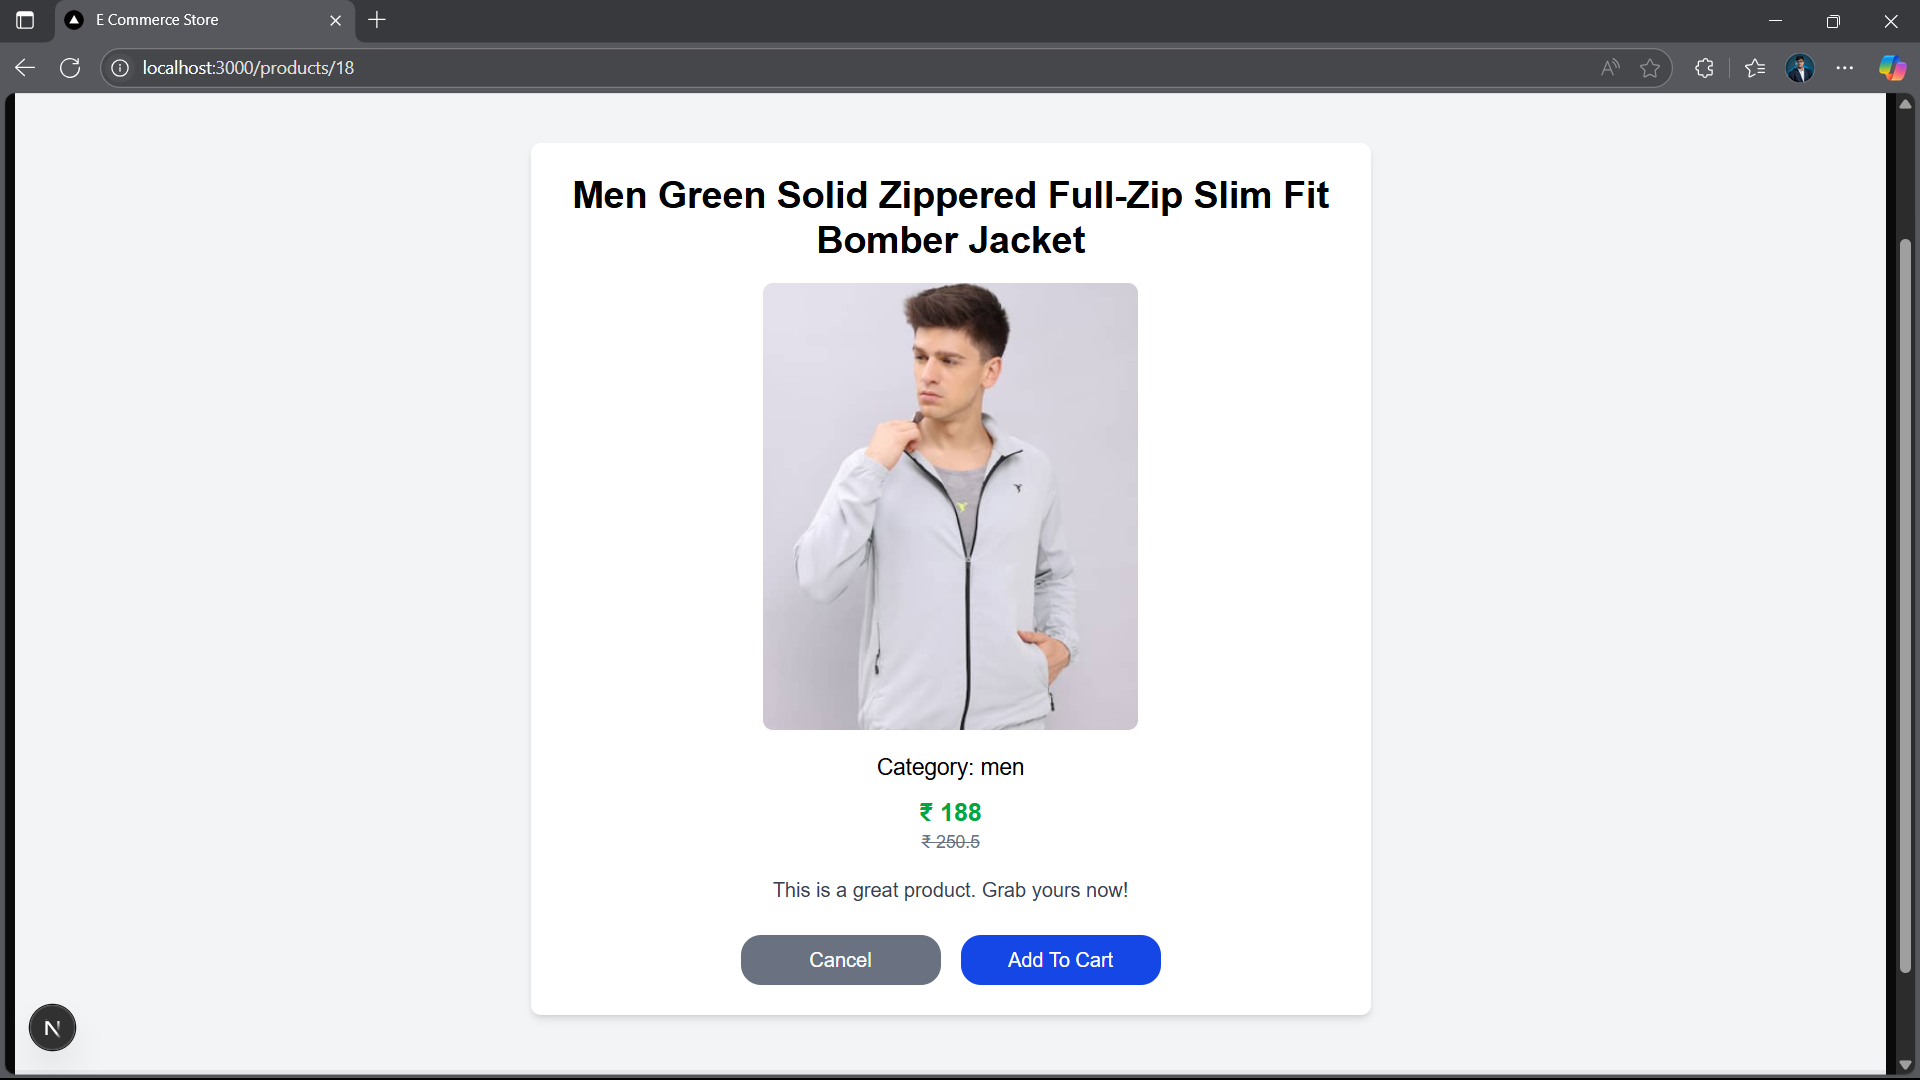 E Commerce Store
localhost:3000/products/18
Men Green Solid Zippered Full-Zip Slim Fit
Bomber Jacket
Category: men
₹ 188
₹ 250.5
This is a great product. Grab yours now!
Cancel
Add To Cart
N